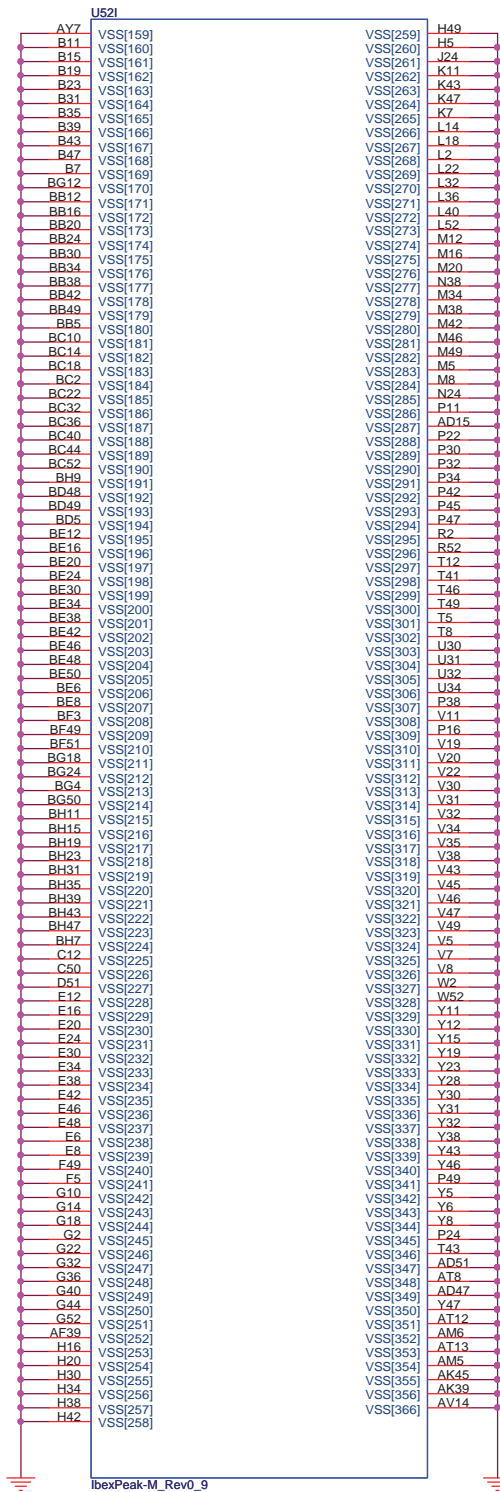 U52I
AY7 VSS[159] VSS[259] H49
B11 VSS[160] VSS[260] H5
B15 VSS[161] VSS[261] J24
B19 VSS[162] VSS[262] K11
B23 VSS[163] VSS[263] K43
B31 VSS[164] VSS[264] K47
B35 VSS[165] VSS[265] K7
B39 VSS[166] VSS[266] L14
B43 VSS[167] VSS[267] L18
B47 VSS[168] VSS[268] L2
B7 VSS[169] VSS[269] L22
BG12 VSS[170] VSS[270] L32
BB12 VSS[171] VSS[271] L36
BB16 VSS[172] VSS[272] L40
BB20 VSS[173] VSS[273] L52
BB24 VSS[174] VSS[274] M12
BB30 VSS[175] VSS[275] M16
BB34 VSS[176] VSS[276] M20
BB38 VSS[177] VSS[277] N38
BB42 VSS[178] VSS[278] M34
BB49 VSS[179] VSS[279] M38
BB5 VSS[180] VSS[280] M42
BC10 VSS[181] VSS[281] M46
BC14 VSS[182] VSS[282] M49
BC18 VSS[183] VSS[283] M5
BC2 VSS[184] VSS[284] M8
BC22 VSS[185] VSS[285] N24
BC32 VSS[186] VSS[286] P11
BC36 VSS[187] VSS[287] AD15
BC40 VSS[188] VSS[288] P22
BC44 VSS[189] VSS[289] P30
BC52 VSS[190] VSS[290] P32
BH9 VSS[191] VSS[291] P34
BD48 VSS[192] VSS[292] P42
BD49 VSS[193] VSS[293] P45
BD5 VSS[194] VSS[294] P47
BE12 VSS[195] VSS[295] R2
BE16 VSS[196] VSS[296] R52
BE20 VSS[197] VSS[297] T12
BE24 VSS[198] VSS[298] T41
BE30 VSS[199] VSS[299] T46
BE34 VSS[200] VSS[300] T49
BE38 VSS[201] VSS[301] T5
BE42 VSS[202] VSS[302] T8
BE46 VSS[203] VSS[303] U30
BE48 VSS[204] VSS[304] U31
BE50 VSS[205] VSS[305] U32
BE6 VSS[206] VSS[306] U34
BE8 VSS[207] VSS[307] P38
BF3 VSS[208] VSS[308] V11
BF49 VSS[209] VSS[309] P16
BF51 VSS[210] VSS[310] V19
BG18 VSS[211] VSS[311] V20
BG24 VSS[212] VSS[312] V22
BG4 VSS[213] VSS[313] V30
BG50 VSS[214] VSS[314] V31
BH11 VSS[215] VSS[315] V32
BH15 VSS[216] VSS[316] V34
BH19 VSS[217] VSS[317] V35
BH23 VSS[218] VSS[318] V38
BH31 VSS[219] VSS[319] V43
BH35 VSS[220] VSS[320] V45
BH39 VSS[221] VSS[321] V46
BH43 VSS[222] VSS[322] V47
BH47 VSS[223] VSS[323] V49
BH7 VSS[224] VSS[324] V5
C12 VSS[225] VSS[325] V7
C50 VSS[226] VSS[326] V8
D51 VSS[227] VSS[327] W2
E12 VSS[228] VSS[328] W52
E16 VSS[229] VSS[329] Y11
E20 VSS[230] VSS[330] Y12
E24 VSS[231] VSS[331] Y15
E30 VSS[232] VSS[332] Y19
E34 VSS[233] VSS[333] Y23
E38 VSS[234] VSS[334] Y28
E42 VSS[235] VSS[335] Y30
E46 VSS[236] VSS[336] Y31
E48 VSS[237] VSS[337] Y32
E6 VSS[238] VSS[338] Y38
E8 VSS[239] VSS[339] Y43
F49 VSS[240] VSS[340] Y46
F5 VSS[241] VSS[341] P49
G10 VSS[242] VSS[342] Y5
G14 VSS[243] VSS[343] Y6
G18 VSS[244] VSS[344] Y8
G2 VSS[245] VSS[345] P24
G22 VSS[246] VSS[346] T43
G32 VSS[247] VSS[347] AD51
G36 VSS[248] VSS[348] AT8
G40 VSS[249] VSS[349] AD47
G44 VSS[250] VSS[350] Y47
G52 VSS[251] VSS[351] AT12
AF39 VSS[252] VSS[352] AM6
H16 VSS[253] VSS[353] AT13
H20 VSS[254] VSS[354] AM5
H30 VSS[255] VSS[355] AK45
H34 VSS[256] VSS[356] AK39
H38 VSS[257] VSS[366] AV14
H42 VSS[258]
IbexPeak-M_Rev0_9